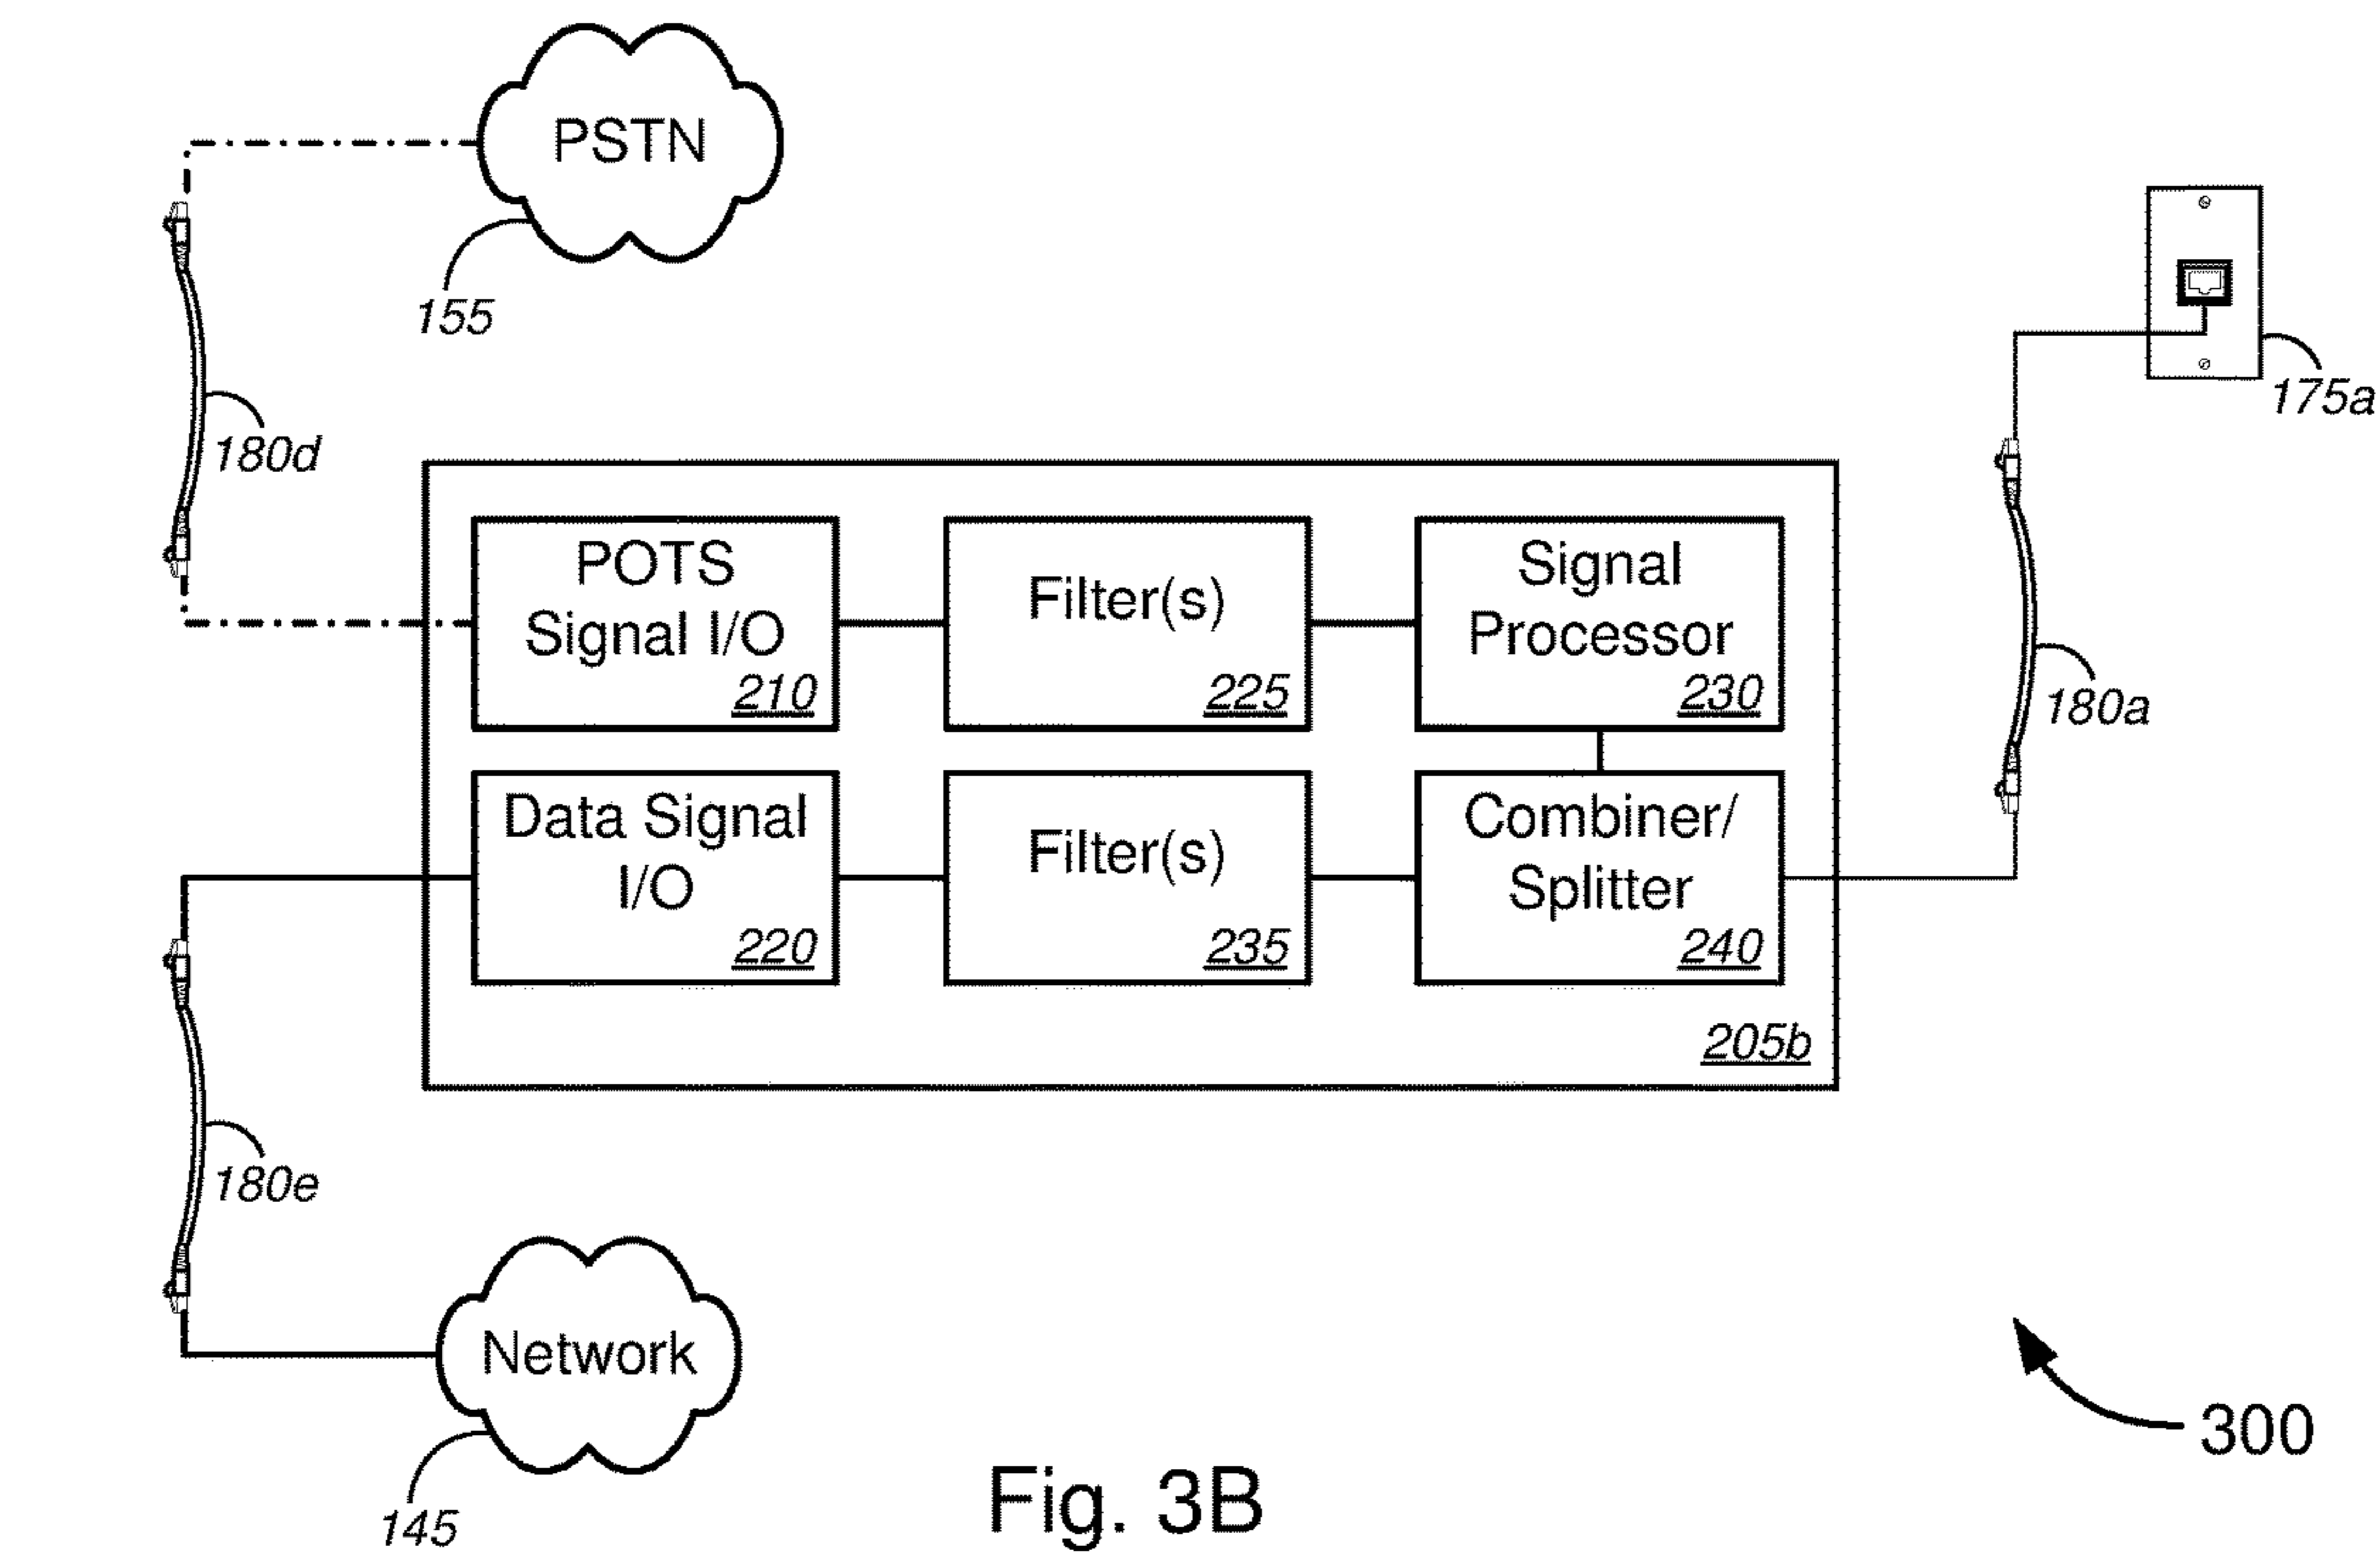 PSTN
155
175a
180d
POTS
Signal I/O
210
Filter(s)
225
Signal
Processor
230
180a
Data Signal
I/O
220
Filter(s)
235
Combiner/
Splitter
240
205b
180e
Network
145
300
Fig. 3B